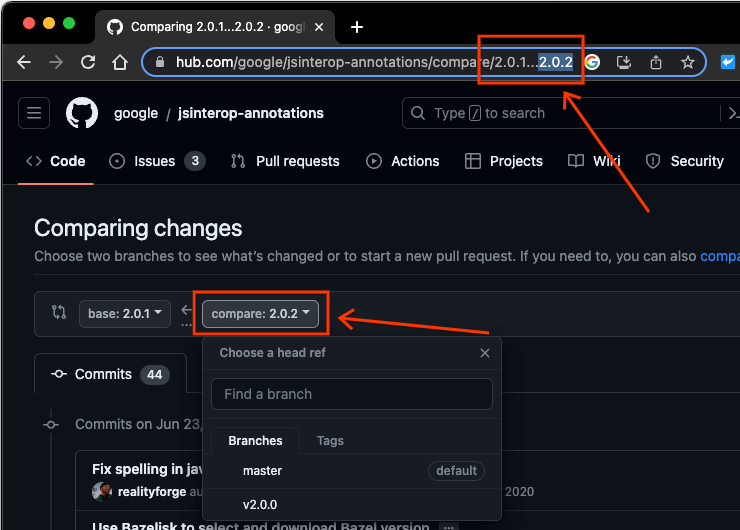 Comparing 2.0.1...2.0.2 · goog
hub.com/google/jsinterop-annotations/compare/2.0.1...2.0.2
google / jsinterop-annotations
Type / to search
Code Issues 3 Pull requests Actions Projects Wiki Security
Comparing changes
Choose two branches to see what's changed or to start a new pull request. If you need to, you can also compa
base: 2.0.1 ← compare: 2.0.2
...
Choose a head ref
Commits 44
Find a branch
Commits on Jun 23,
Branches Tags
Fix spelling in jav
master default
realityforge au 2020
v2.0.0
Use Bazelisk to select and download Bazel version ...